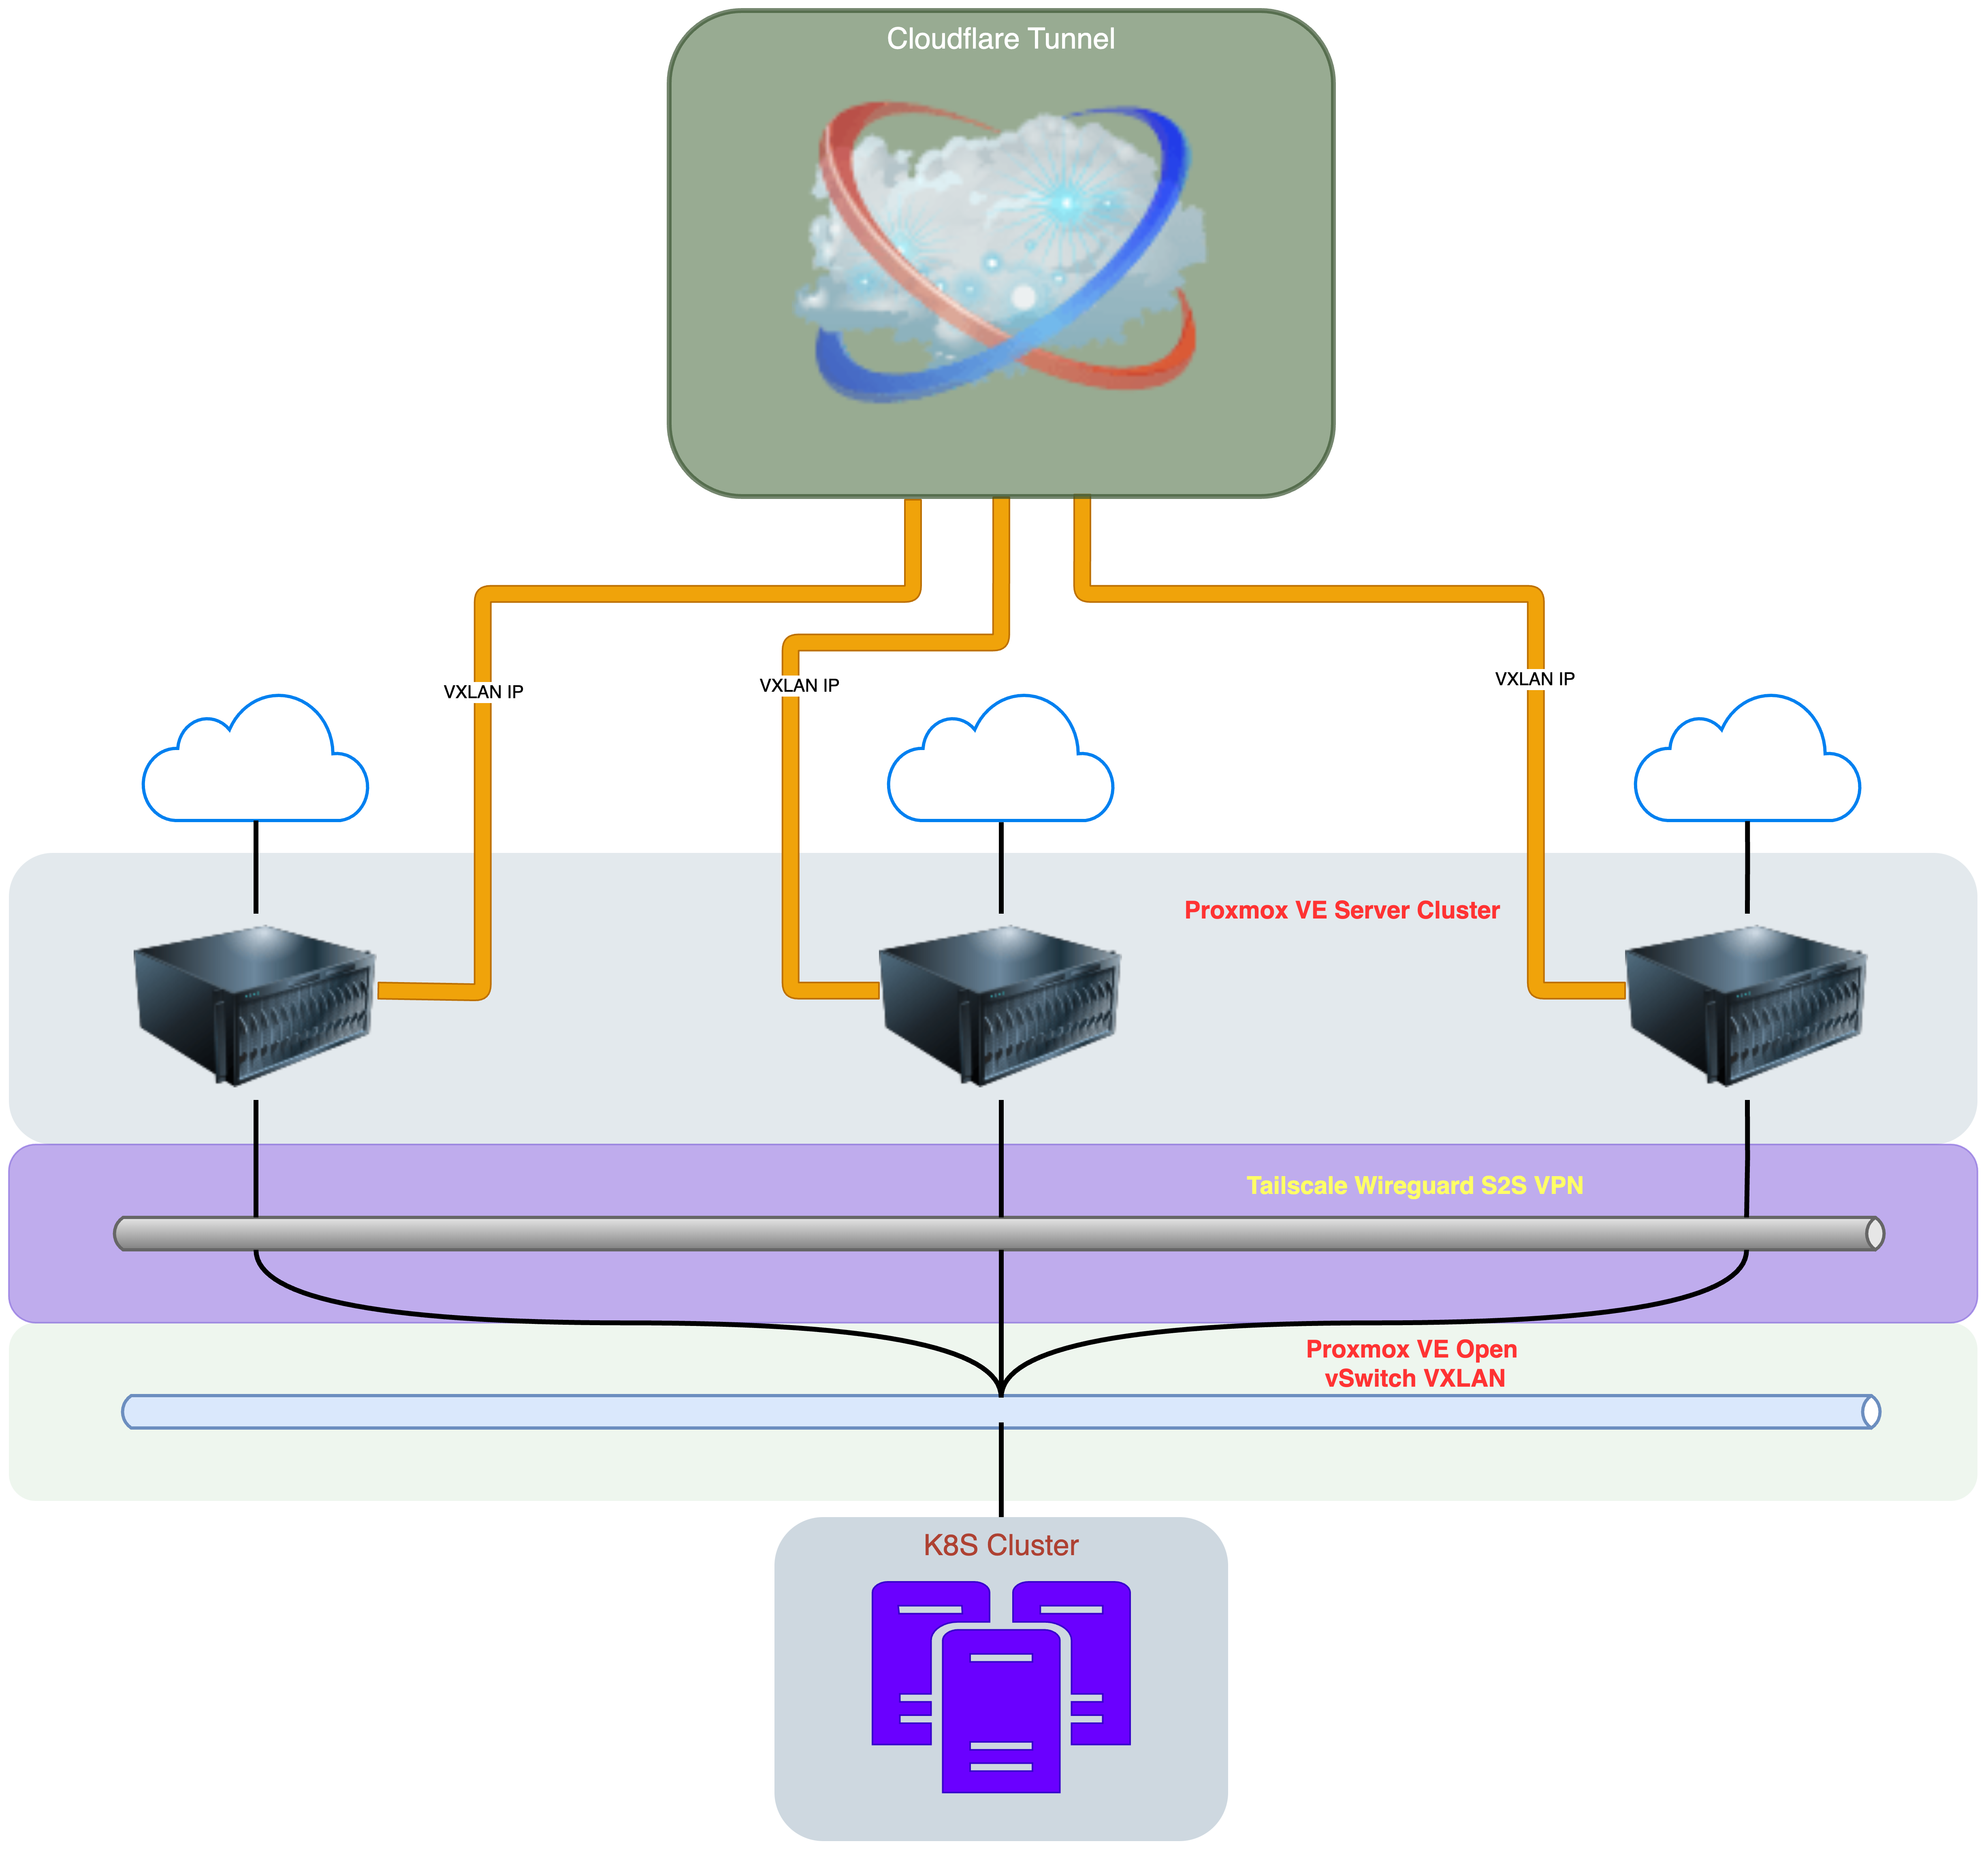 Cloudflare Tunnel
VXLAN IP
VXLAN IP
VXLAN IP
Proxmox VE Server Cluster
Tailscale Wireguard S2S VPN
Proxmox VE Open
vSwitch VXLAN
K8S Cluster